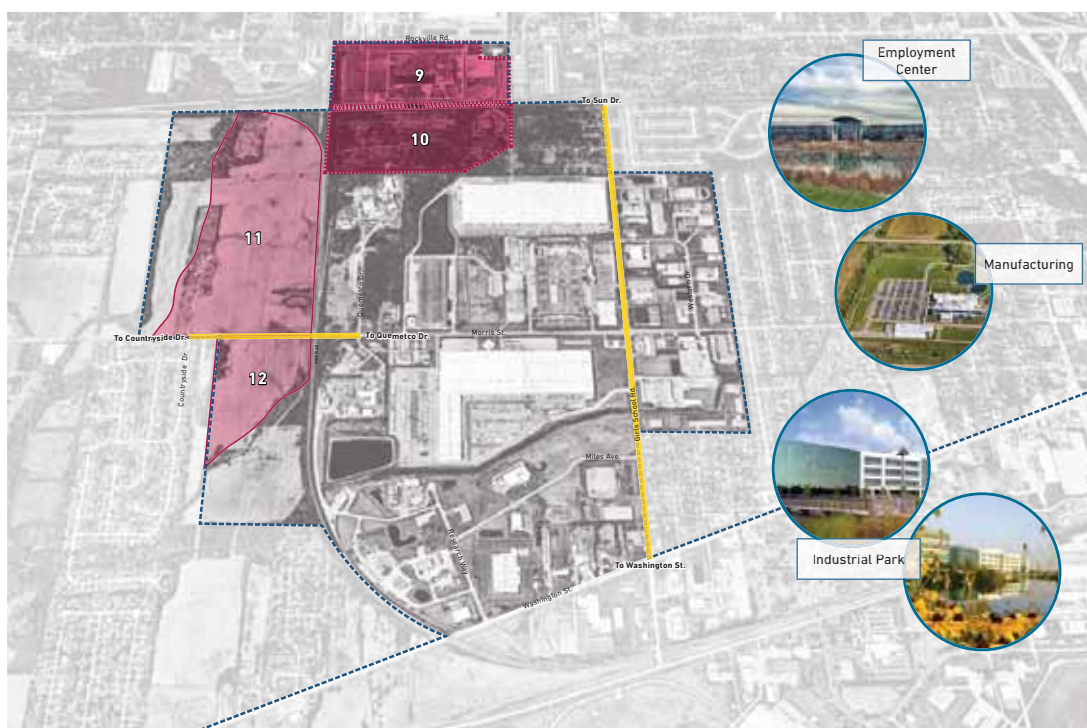 Rockville Rd.
Employment
Center
9
To Sun Dr.
10
11
Manufacturing
Quemetco Dr.
Western Dr.
To Countryside Dr.
To Quemetco Dr.
Morris St.
Countryside Dr.
12
Girls School Rd.
Miles Ave.
Research Way
To Washington St.
Industrial Park
Washington St.